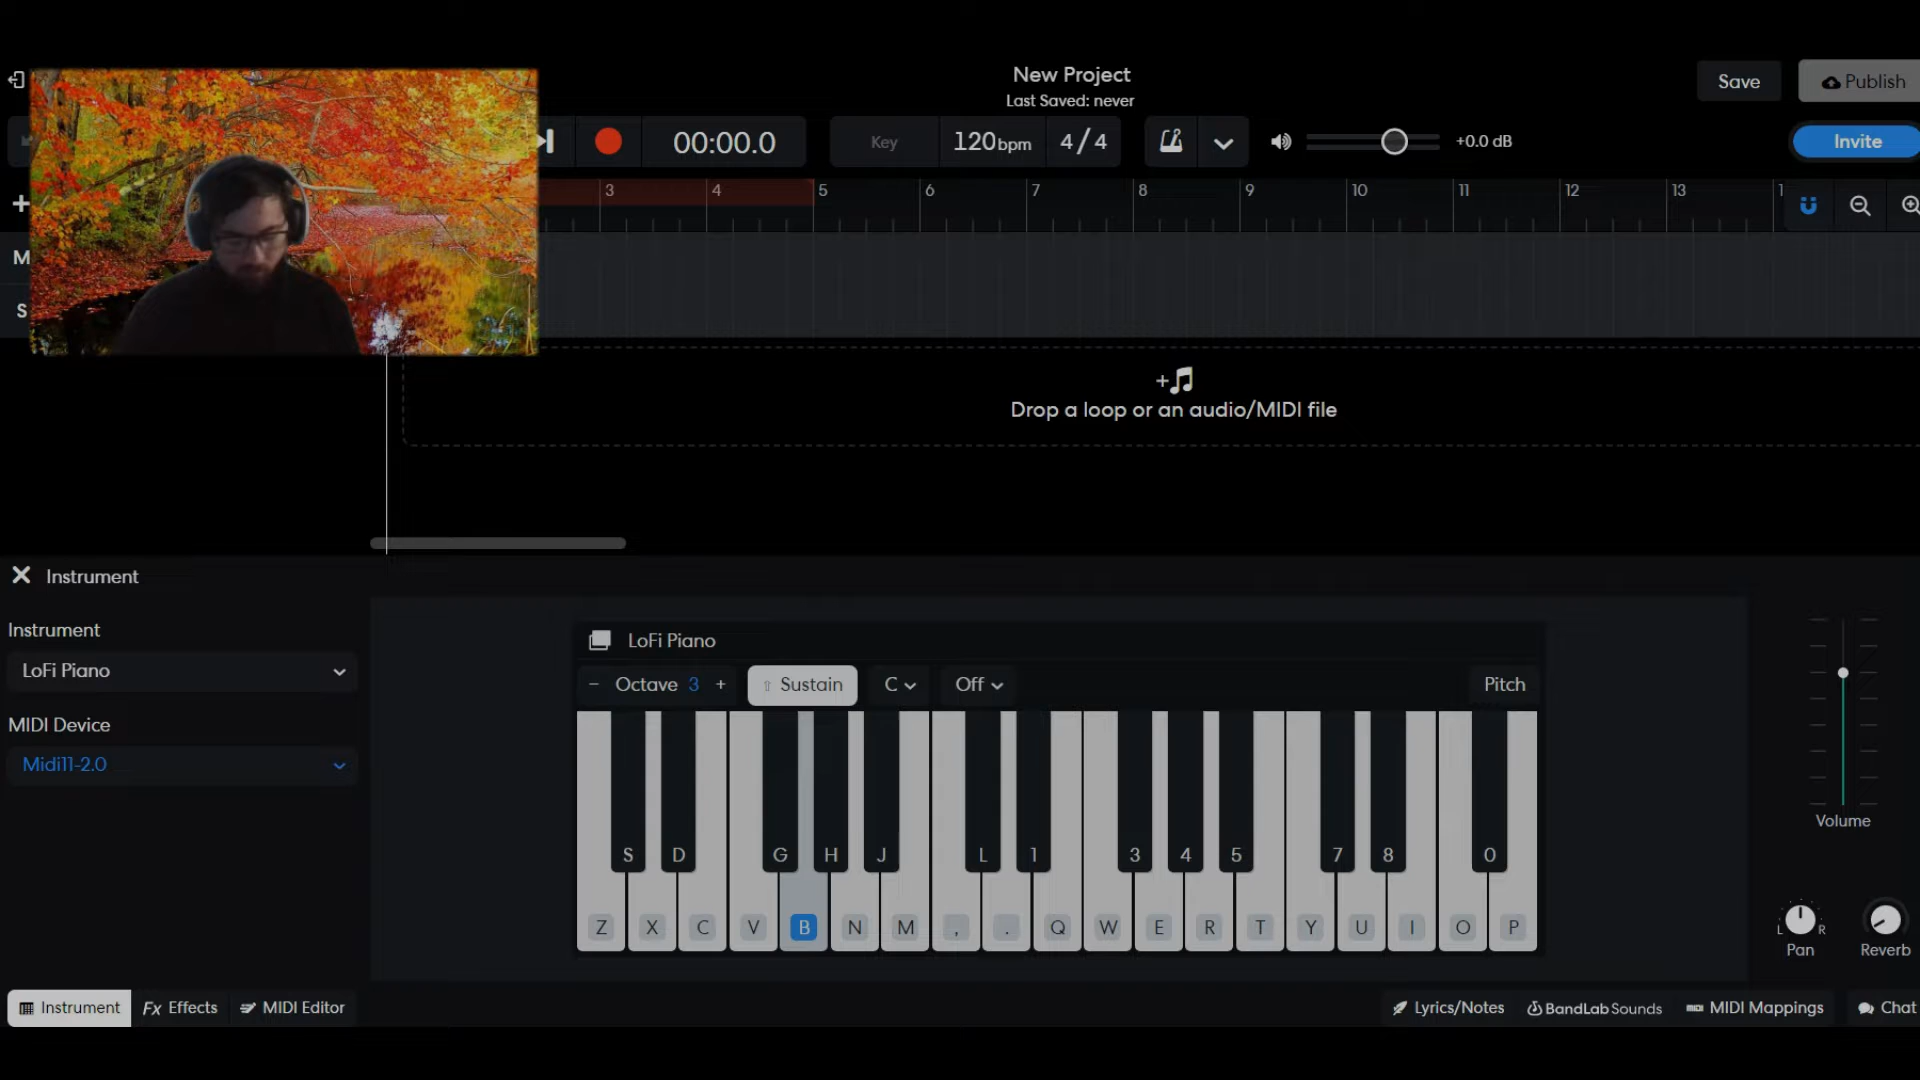 New Project
Last Saved: never
Save
Publish
00:00.0
Key
120bpm
4/4
+0.0 dB
Invite
3 4 5 6 7 8 9 10 11 12 13 1
M
S
Drop a loop or an audio/MIDI file
Instrument
Instrument
LoFi Piano
MIDI Device
Midi11-2.0
LoFi Piano
− Octave 3 +
Sustain
C
Off
Pitch
S D G H J L 1 3 4 5 7 8 0
Z X C V B N M , . Q W E R T Y U I O P
Volume
L R
Pan
Reverb
Instrument
Fx Effects
MIDI Editor
Lyrics/Notes
BandLab Sounds
MIDI Mappings
Chat